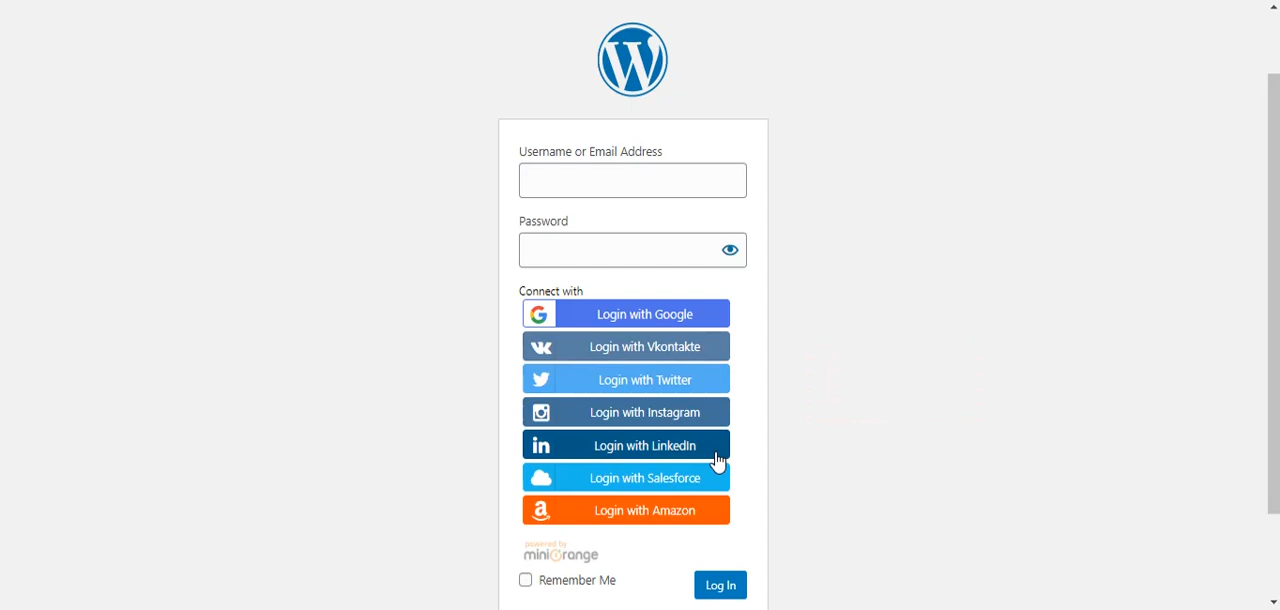 Username or Email Address
Password
Connect with
Login with Google
Login with Vkontakte
Login with Twitter
Login with Instagram
Login with LinkedIn
Login with Salesforce
Login with Amazon
powered by
miniOrange
Remember Me
Log In